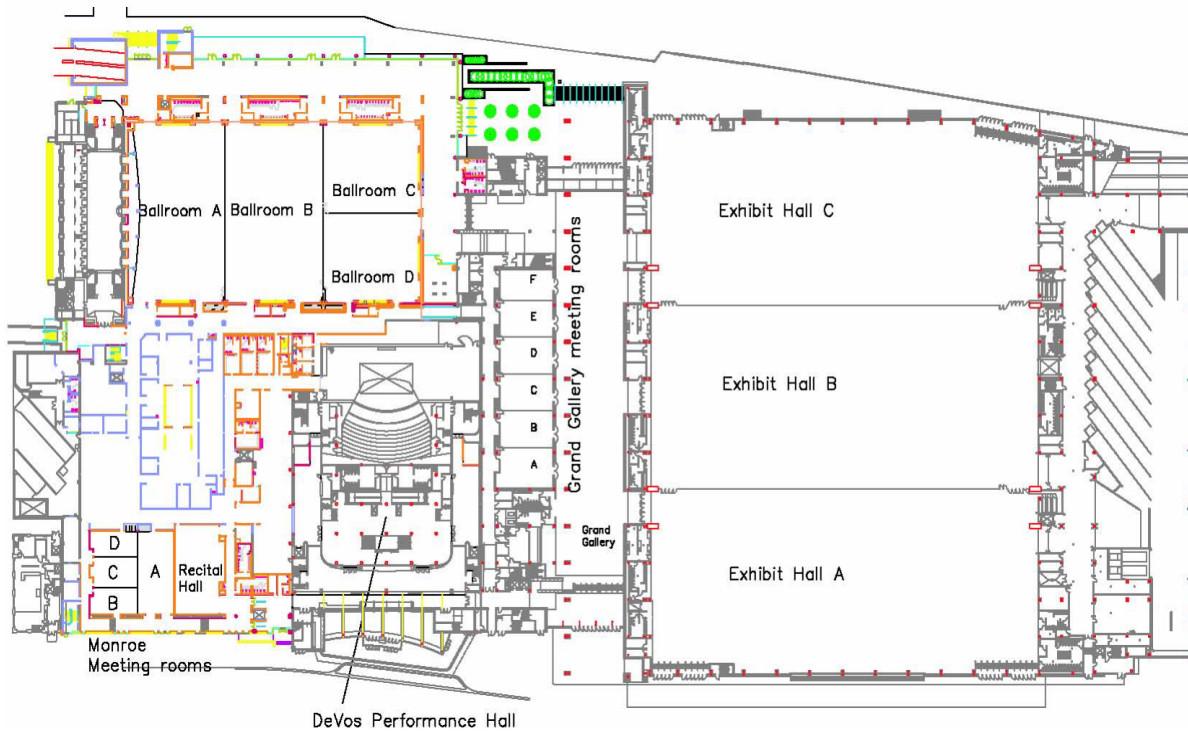 Ballroom A
Ballroom B
Ballroom C
Ballroom D
Exhibit Hall C
Exhibit Hall B
Exhibit Hall A
Grand Gallery meeting rooms
F
E
D
C
B
A
Grand
Gallery
D
C
B
A
Recital
Hall
Monroe
Meeting rooms
DeVos Performance Hall